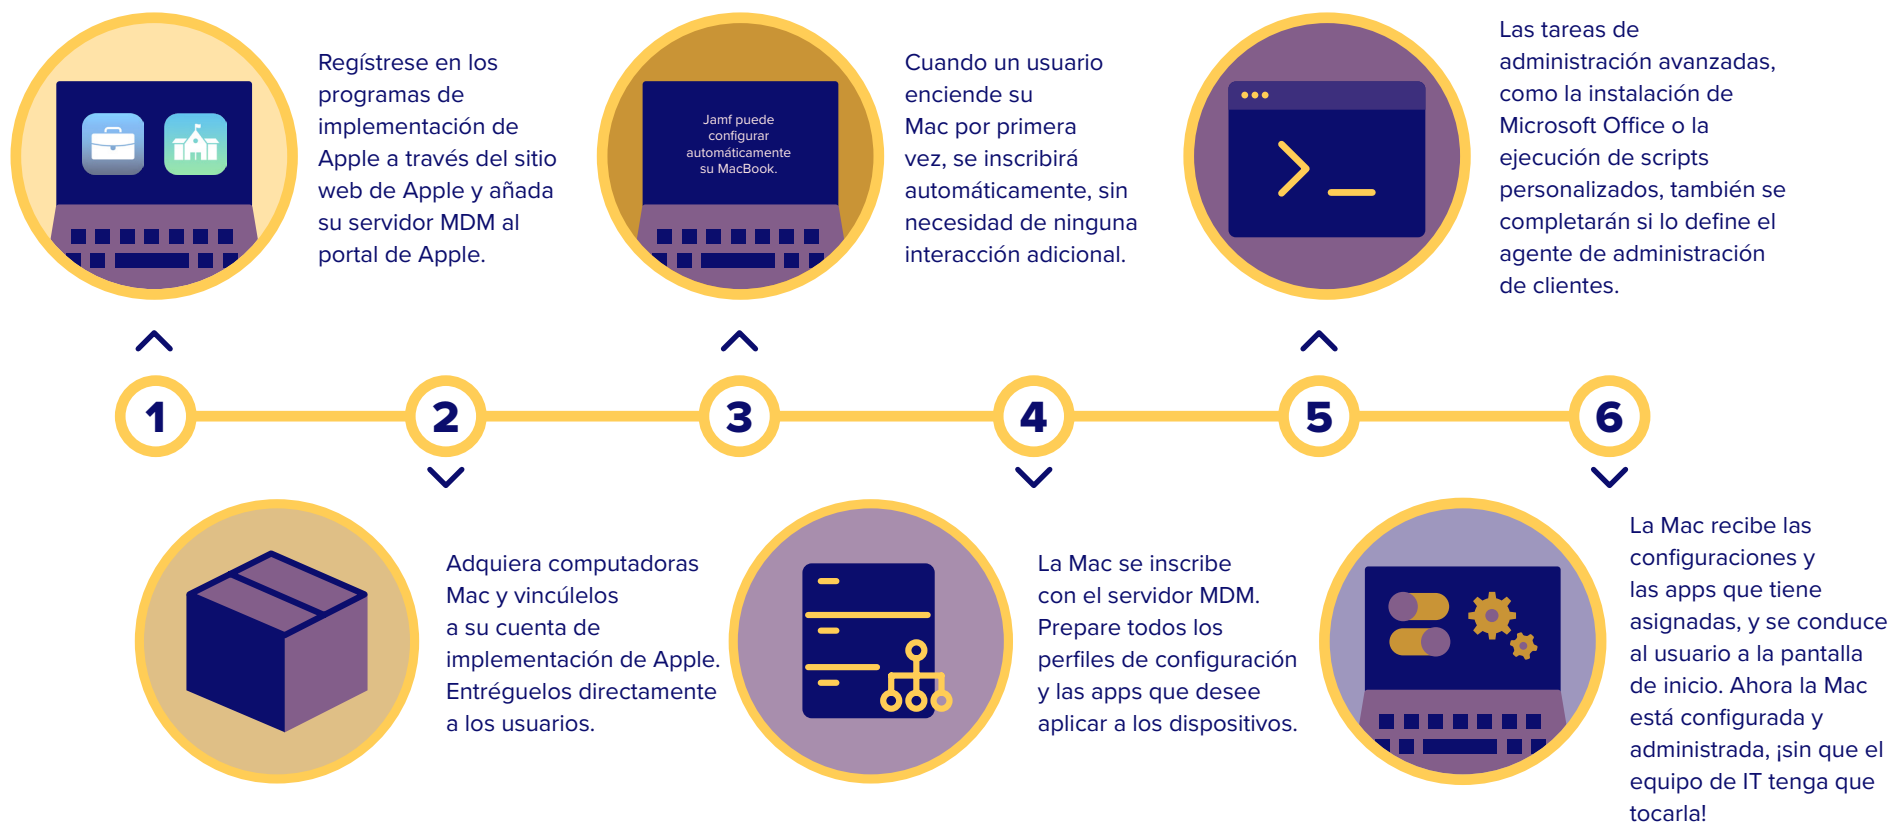 Regístrese en los
programas de
implementación de
Apple a través del sitio
web de Apple y añada
su servidor MDM al
portal de Apple.
Jamf puede
configurar
automáticamente
su MacBook.
Cuando un usuario
enciende su
Mac por primera
vez, se inscribirá
automáticamente, sin
necesidad de ninguna
interacción adicional.
Las tareas de
administración avanzadas,
como la instalación de
Microsoft Office o la
ejecución de scripts
personalizados, también se
completarán si lo define el
agente de administración
de clientes.
1
2
3
4
5
6
Adquiera computadoras
Mac y vincúlelos
a su cuenta de
implementación de Apple.
Entréguelos directamente
a los usuarios.
La Mac se inscribe
con el servidor MDM.
Prepare todos los
perfiles de configuración
y las apps que desee
aplicar a los dispositivos.
La Mac recibe las
configuraciones y
las apps que tiene
asignadas, y se conduce
al usuario a la pantalla
de inicio. Ahora la Mac
está configurada y
administrada, ¡sin que el
equipo de IT tenga que
tocarla!